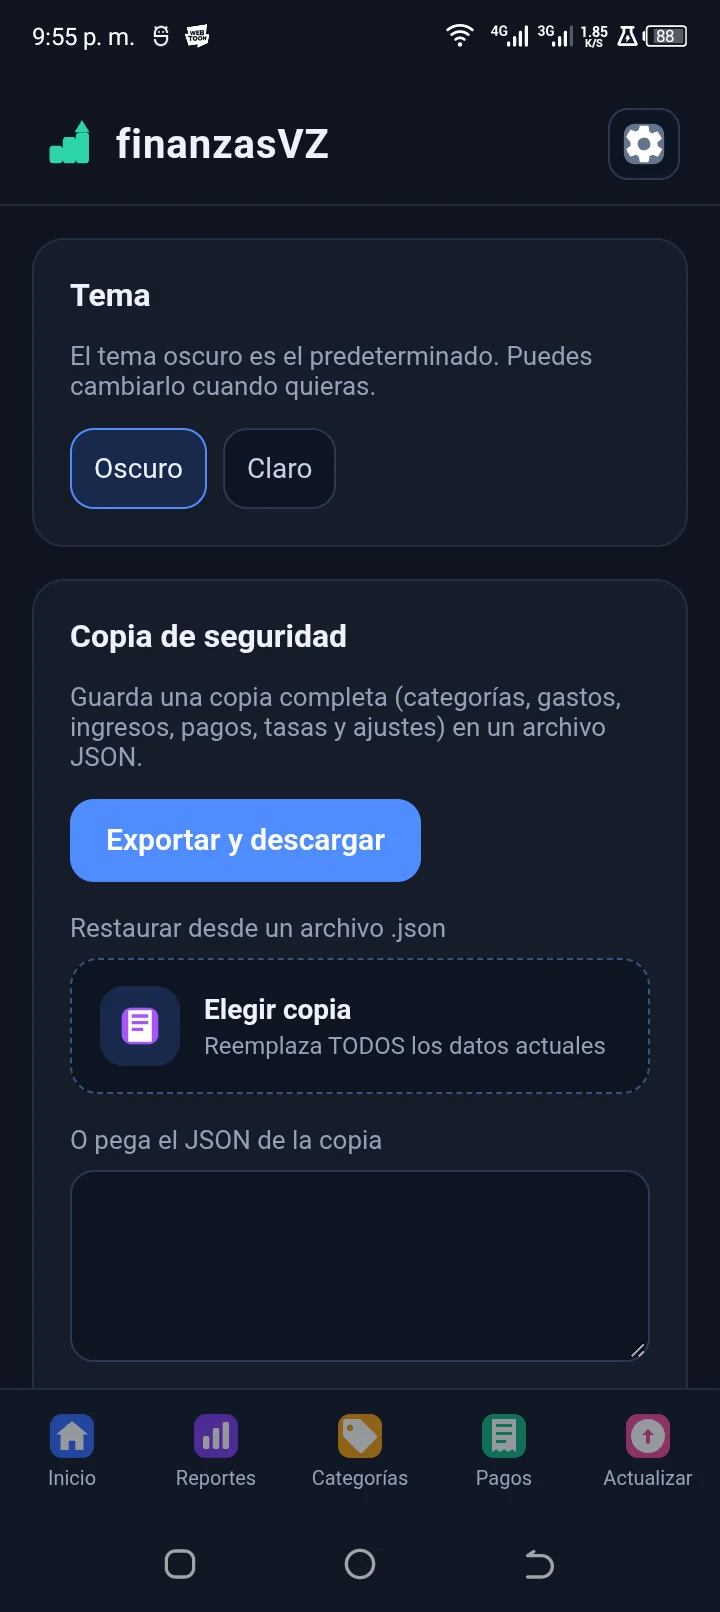 9:55 p. m.
WEB
TOON
4G
3G
1.85
K/S
88
finanzasVZ
Tema
El tema oscuro es el predeterminado. Puedes
cambiarlo cuando quieras.
Oscuro
Claro
Copia de seguridad
Guarda una copia completa (categorías, gastos,
ingresos, pagos, tasas y ajustes) en un archivo
JSON.
Exportar y descargar
Restaurar desde un archivo .json
Elegir copia
Reemplaza TODOS los datos actuales
O pega el JSON de la copia
Inicio
Reportes
Categorías
Pagos
Actualizar